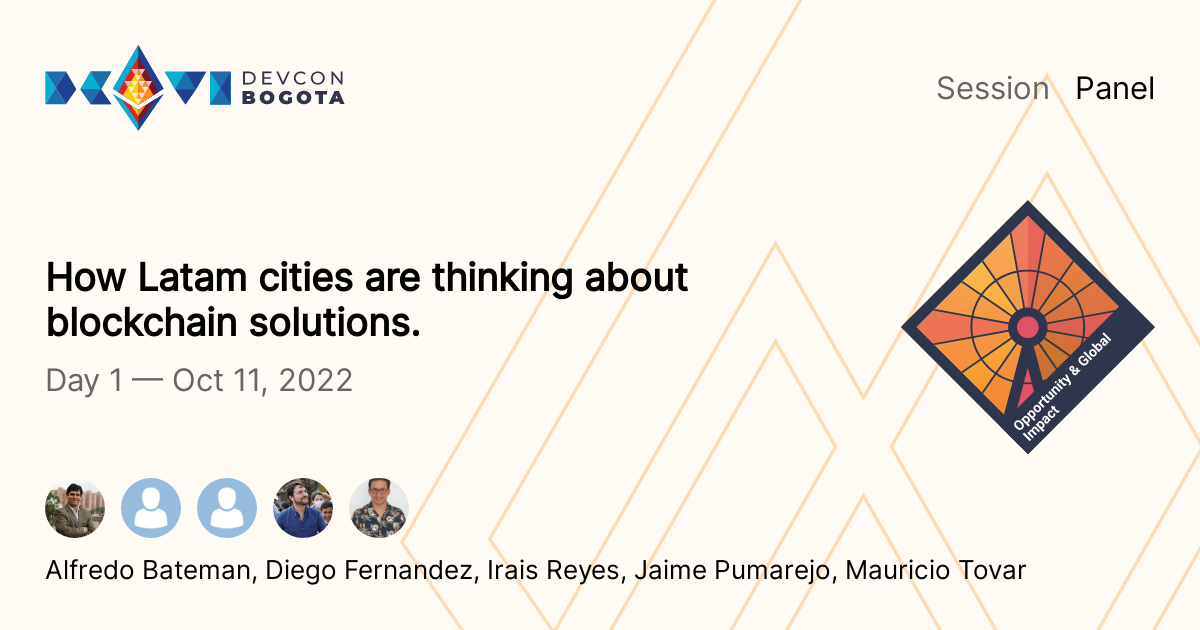 DEVCON
BOGOTA
Session Panel
How Latam cities are thinking about
blockchain solutions.
Day 1 — Oct 11, 2022
Opportunity & Global
Impact
Alfredo Bateman, Diego Fernandez, Irais Reyes, Jaime Pumarejo, Mauricio Tovar